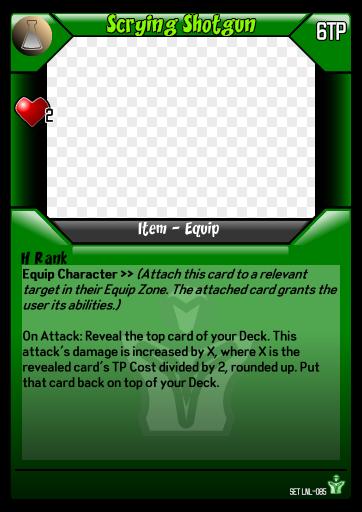 Scrying Shotgun
6TP
2
Item - Equip
H Rank
Equip Character >> (Attach this card to a relevant
target in their Equip Zone. The attached card grants the
user its abilities.)
On Attack: Reveal the top card of your Deck. This
attack's damage is increased by X, where X is the
revealed card's TP Cost divided by 2, rounded up. Put
that card back on top of your Deck.
SET LNL-085